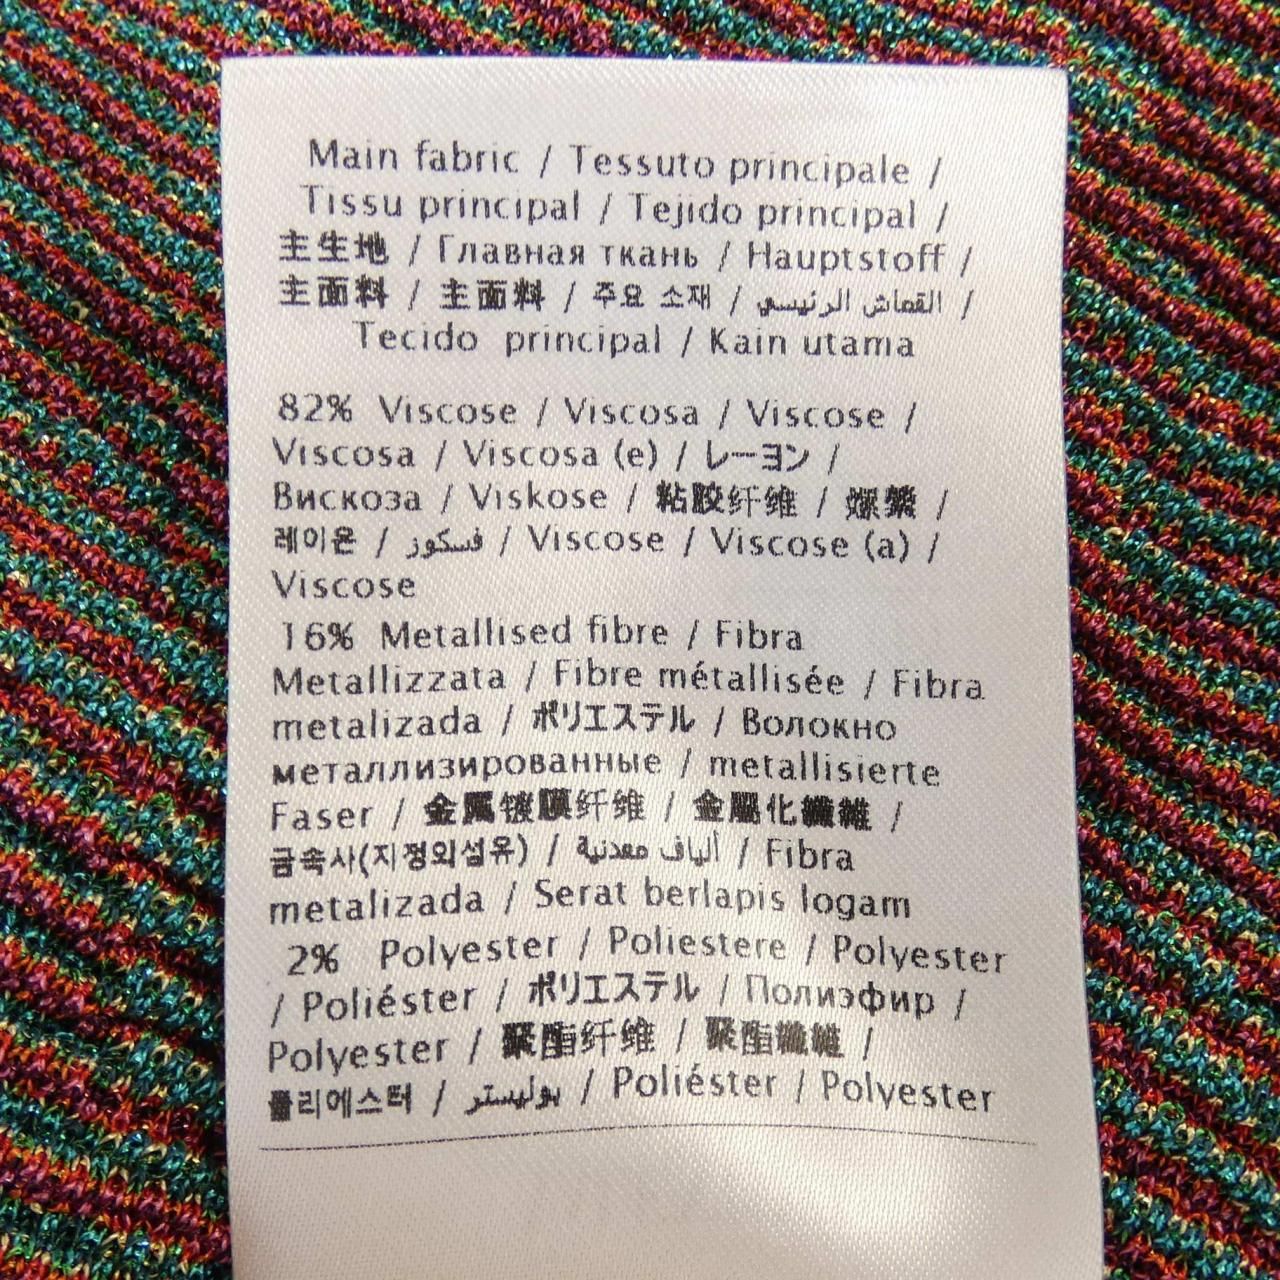 Main fabric / Tessuto principale /
Tissu principal / Tejido principal /
主生地 / Главная ткань / Hauptstoff /
主面料 / 主面料 / 주요 소재 / القماش الرئيسي /
Tecido principal / Kain utama
82% Viscose / Viscosa / Viscose /
Viscosa / Viscosa (e) / レーヨン /
Вискоза / Viskose / 粘胶纤维 / 嫘縈 /
레이온 / فسكوز / Viscose / Viscose (a) /
Viscose
16% Metallised fibre / Fibra
Metallizzata / Fibre métallisée / Fibra
metalizada / ポリエステル / Волокно
металлизированные / metallisierte
Faser / 金属镀膜纤维 / 金屬化纖維 /
금속사(지정외섬유) / ألياف معدنية / Fibra
metalizada / Serat berlapis logam
2% Polyester / Poliestere / Polyester
/ Poliéster / ポリエステル / Полиэфир /
Polyester / 聚酯纤维 / 聚酯纖維 /
폴리에스터 / بوليستر / Poliéster / Polyester